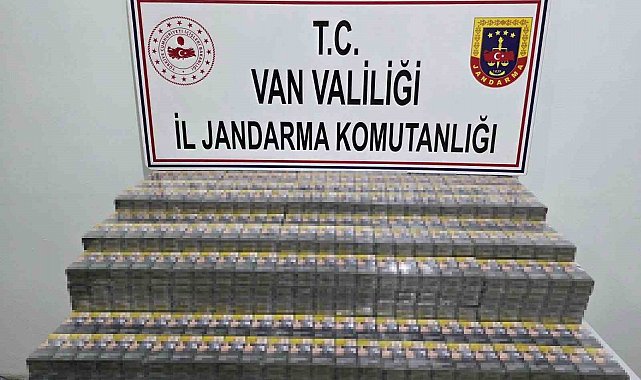 T.C.
VAN VALİLİĞİ
İL JANDARMA KOMUTANLIĞI
JANDARMA